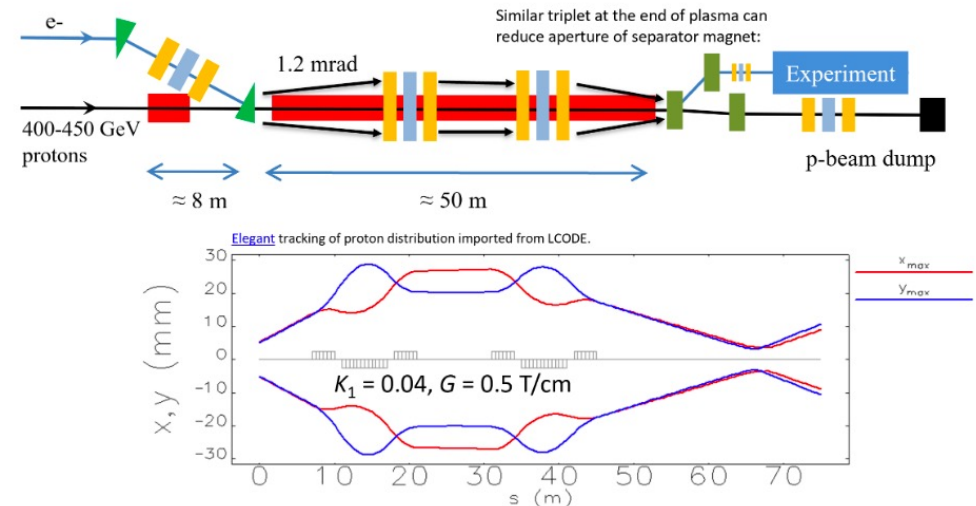 Similar triplet at the end of plasma can
reduce aperture of separator magnet:
e-
1.2 mrad
Experiment
400-450 GeV
protons
p-beam dump
≈ 8 m
≈ 50 m
Elegant tracking of proton distribution imported from LCODE.
x, y (mm)
30
20
10
0
-10
-20
-30
K1 = 0.04, G = 0.5 T/cm
0 10 20 30 40 50 60 70
s (m)
xmax
ymax